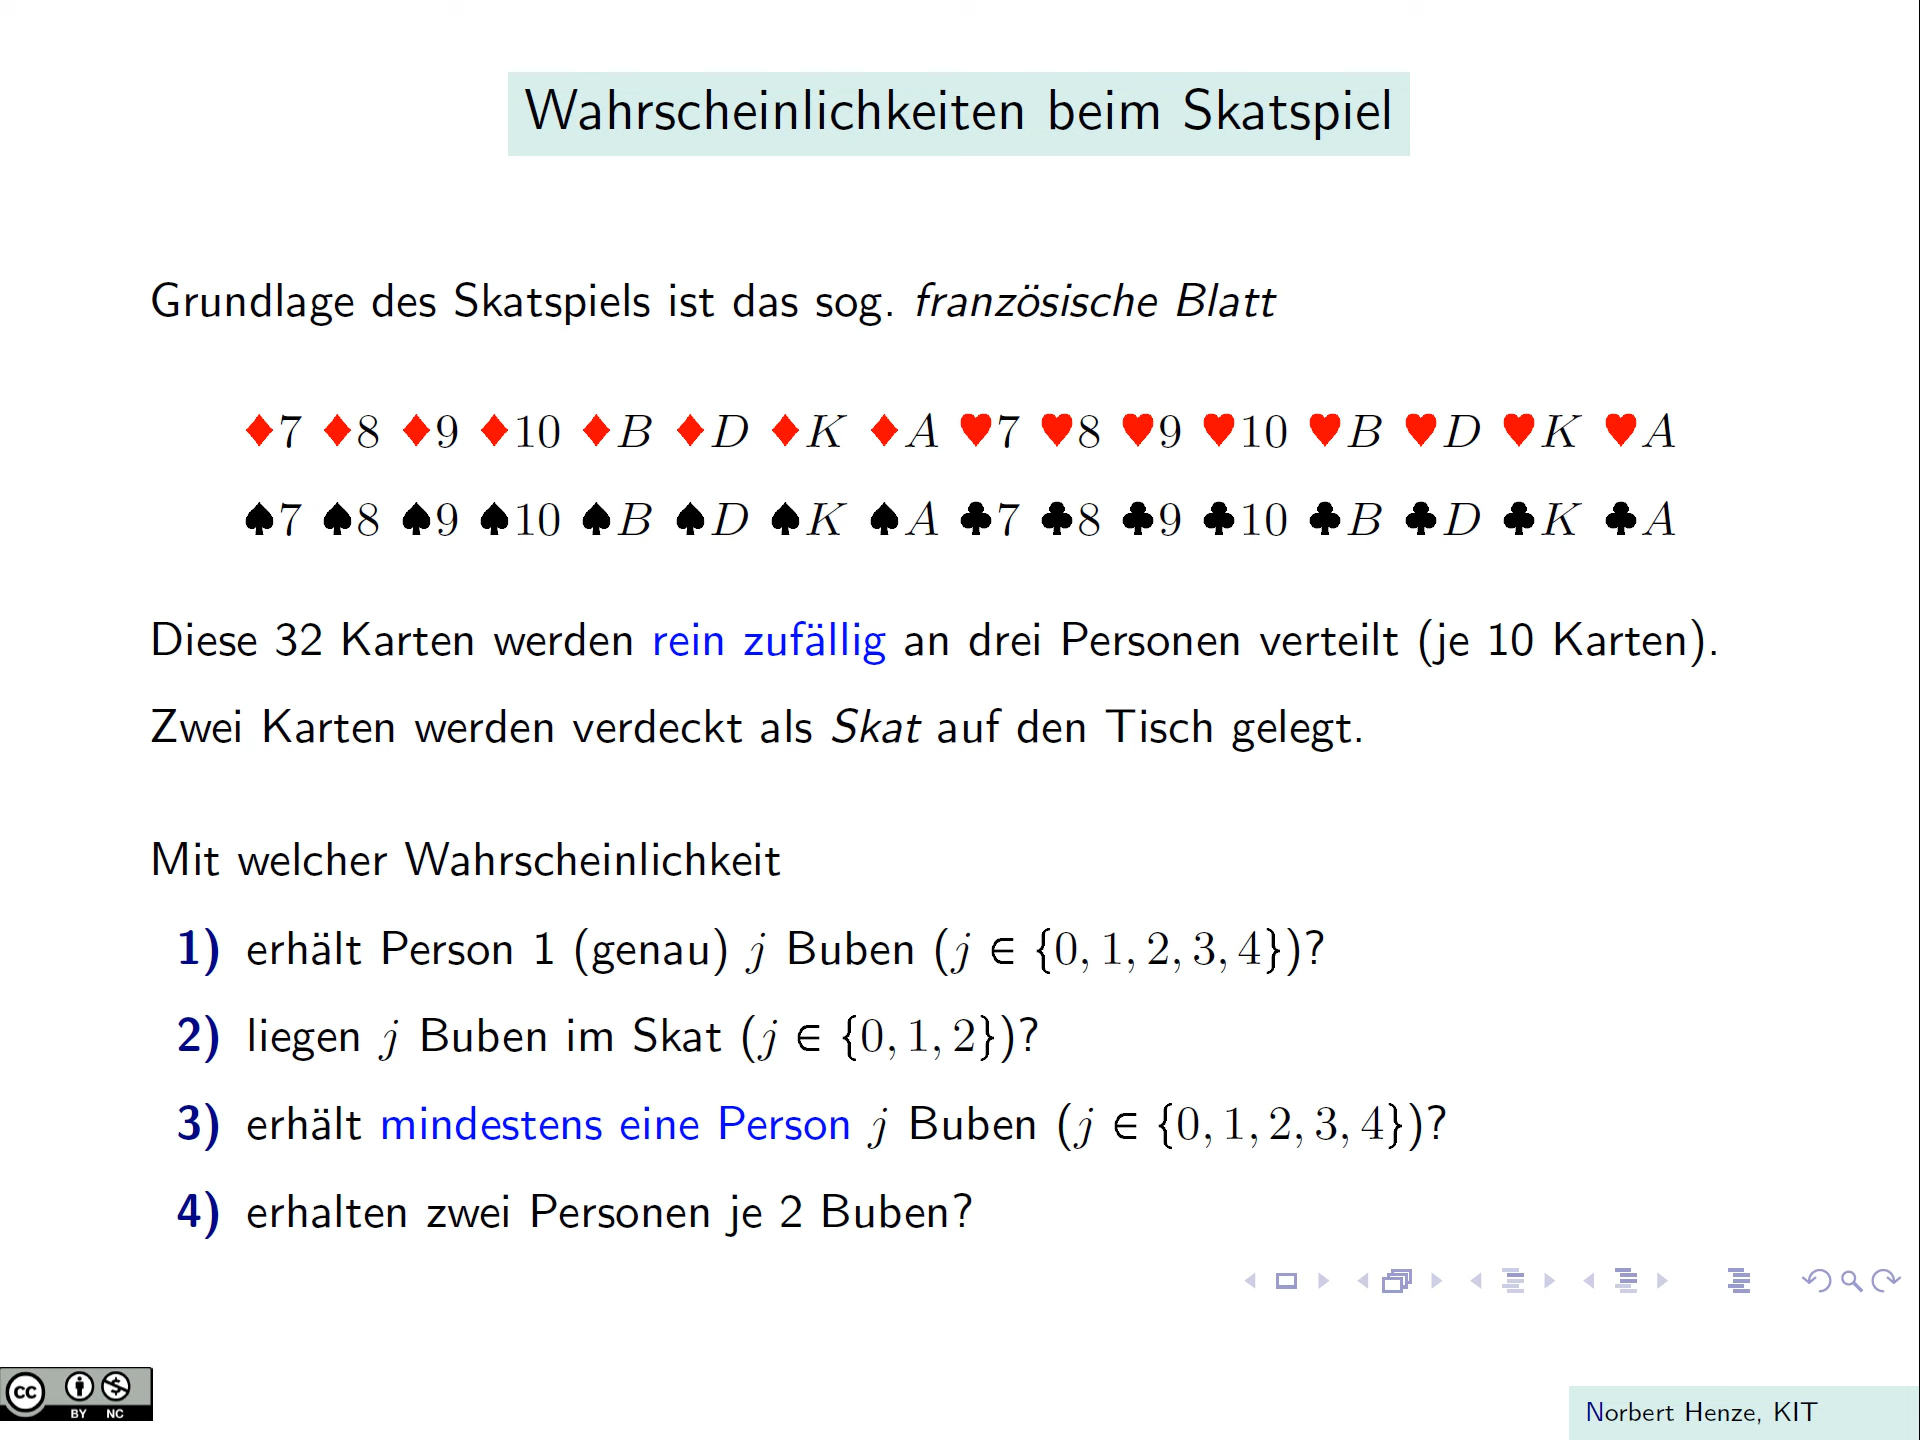 Wahrscheinlichkeiten beim Skatspiel
Grundlage des Skatspiels ist das sog. französische Blatt
♦7 ♦8 ♦9 ♦10 ♦B ♦D ♦K ♦A ♥7 ♥8 ♥9 ♥10 ♥B ♥D ♥K ♥A
♠7 ♠8 ♠9 ♠10 ♠B ♠D ♠K ♠A ♣7 ♣8 ♣9 ♣10 ♣B ♣D ♣K ♣A
Diese 32 Karten werden rein zufällig an drei Personen verteilt (je 10 Karten).
Zwei Karten werden verdeckt als Skat auf den Tisch gelegt.
Mit welcher Wahrscheinlichkeit
1) erhält Person 1 (genau) j Buben (j ∈ {0, 1, 2, 3, 4})?
2) liegen j Buben im Skat (j ∈ {0, 1, 2})?
3) erhält mindestens eine Person j Buben (j ∈ {0, 1, 2, 3, 4})?
4) erhalten zwei Personen je 2 Buben?
cc BY NC
Norbert Henze, KIT